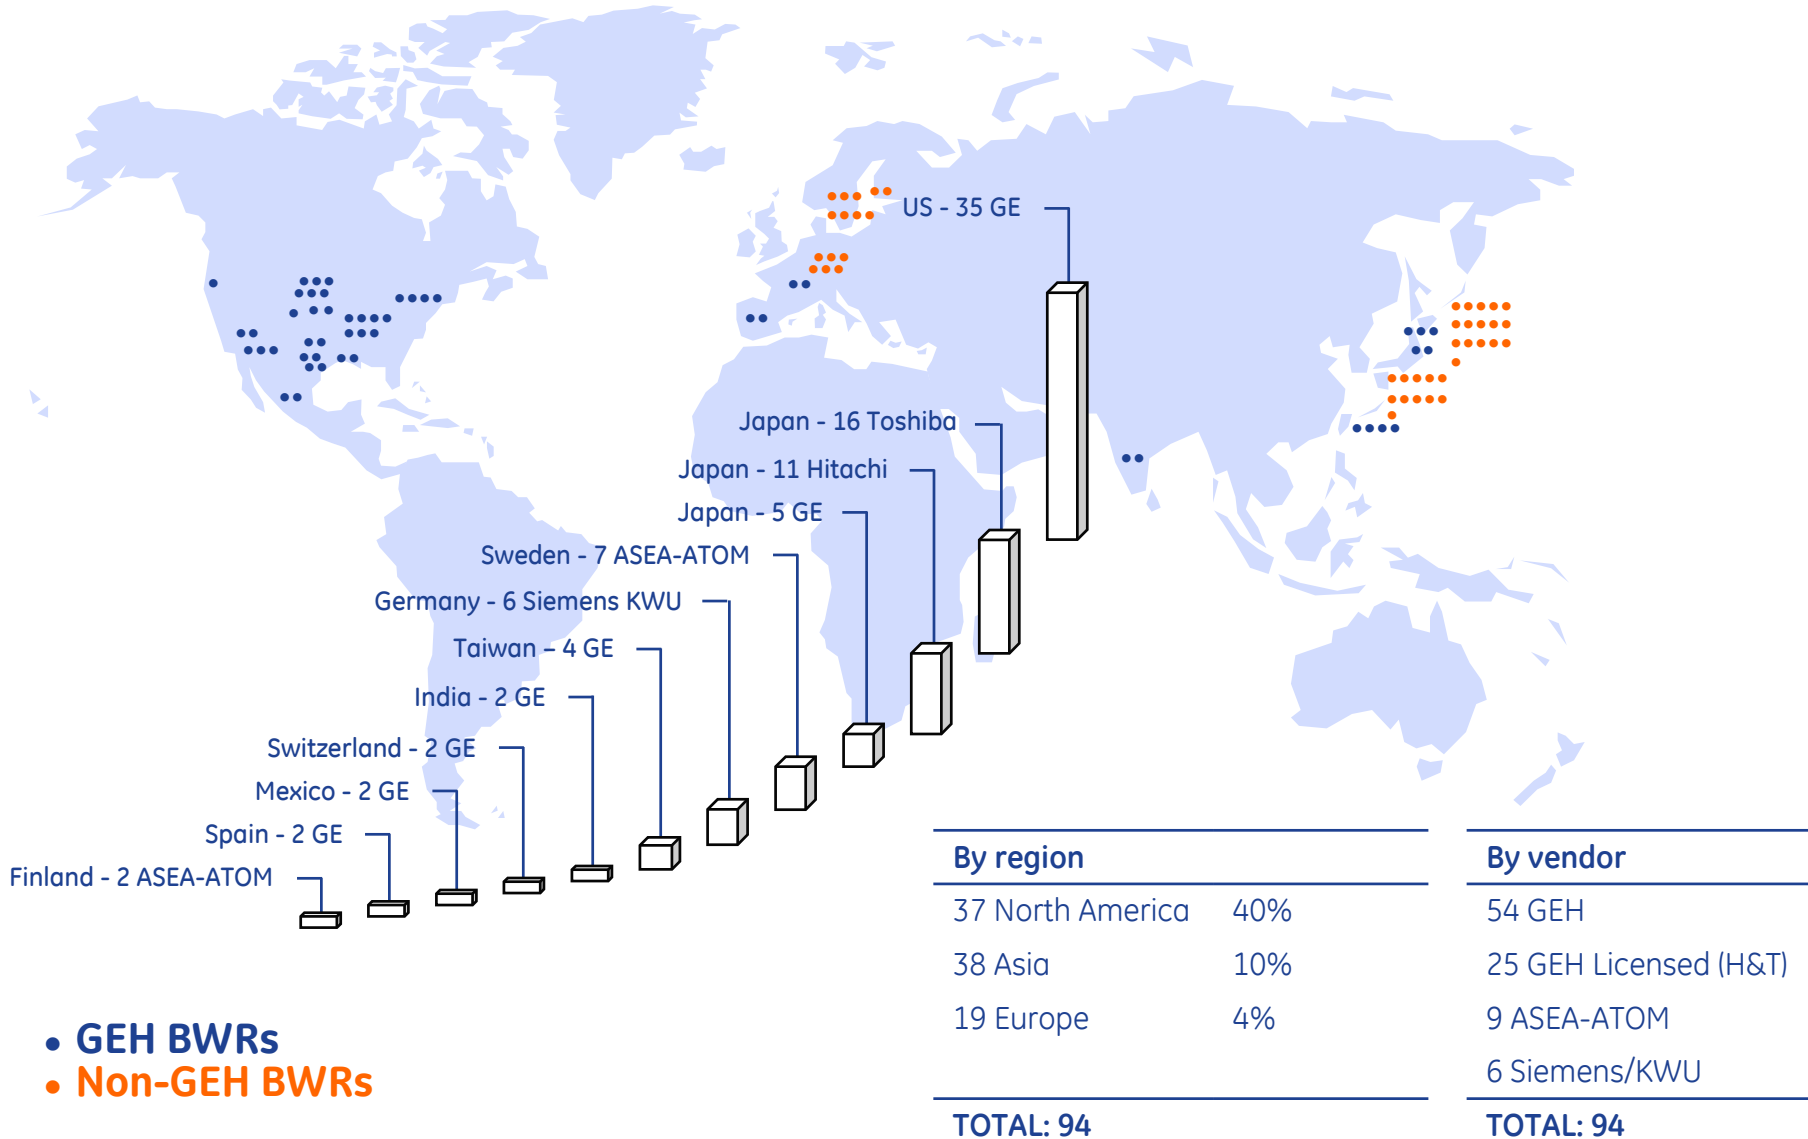 US - 35 GE
Japan - 16 Toshiba
Japan - 11 Hitachi
Japan - 5 GE
Sweden - 7 ASEA-ATOM
Germany - 6 Siemens KWU
Taiwan – 4 GE
India - 2 GE
Switzerland - 2 GE
Mexico - 2 GE
Spain - 2 GE
Finland - 2 ASEA-ATOM
By region
37 North America 40%
38 Asia 10%
19 Europe 4%
TOTAL: 94
By vendor
54 GEH
25 GEH Licensed (H&T)
9 ASEA-ATOM
6 Siemens/KWU
TOTAL: 94
• GEH BWRs
• Non-GEH BWRs